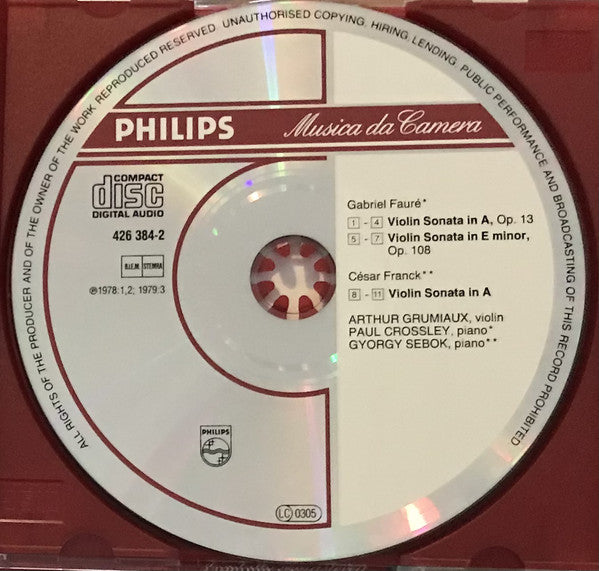 ALL RIGHTS OF THE PRODUCER AND OF THE OWNER OF THE WORK REPRODUCED RESERVED. UNAUTHORISED COPYING, HIRING, LENDING, PUBLIC PERFORMANCE AND BROADCASTING OF THIS RECORD PROHIBITED
PHILIPS Musica da Camera
COMPACT
disc
DIGITAL AUDIO
426 384-2
B.I.E.M. STEMRA
℗1978:1,2; 1979:3
Gabriel Fauré*
1 - 4 Violin Sonata in A, Op. 13
5 - 7 Violin Sonata in E minor,
Op. 108
César Franck**
8 - 11 Violin Sonata in A
ARTHUR GRUMIAUX, violin
PAUL CROSSLEY, piano*
GYORGY SEBOK, piano**
PHILIPS
LC 0305